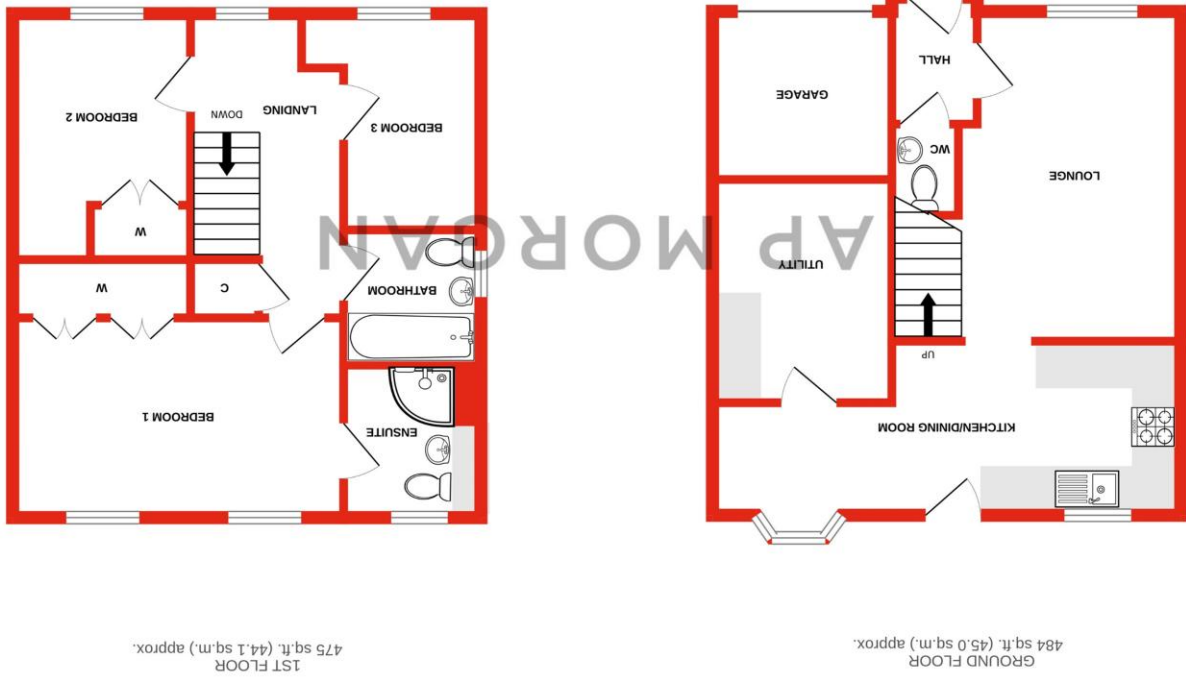 GROUND FLOOR
484 sq.ft. (45.0 sq.m.) approx.
1ST FLOOR
475 sq.ft. (44.1 sq.m.) approx.
KITCHEN/DINING ROOM
UP
UTILITY
LOUNGE
WC
GARAGE
HALL
ENSUITE
BEDROOM 1
BATHROOM
C
W
W
BEDROOM 3
LANDING
DOWN
BEDROOM 2
AP MORGAN